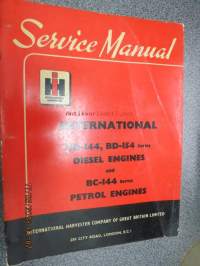 Service Manual
IH
INTERNATIONAL
BD-144, BD-154 Series
DIESEL ENGINES
and
BC-144 Series
PETROL ENGINES
INTERNATIONAL HARVESTER COMPANY OF GREAT BRITAIN LIMITED
CITY ROAD, LONDON, E.C.1